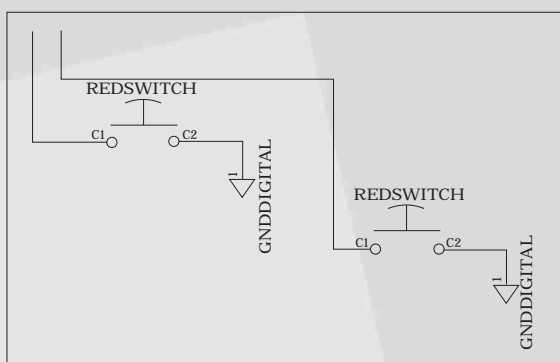 REDSWITCH
C1 C2
1
GNDDIGITAL
REDSWITCH
C1 C2
1
GNDDIGITAL